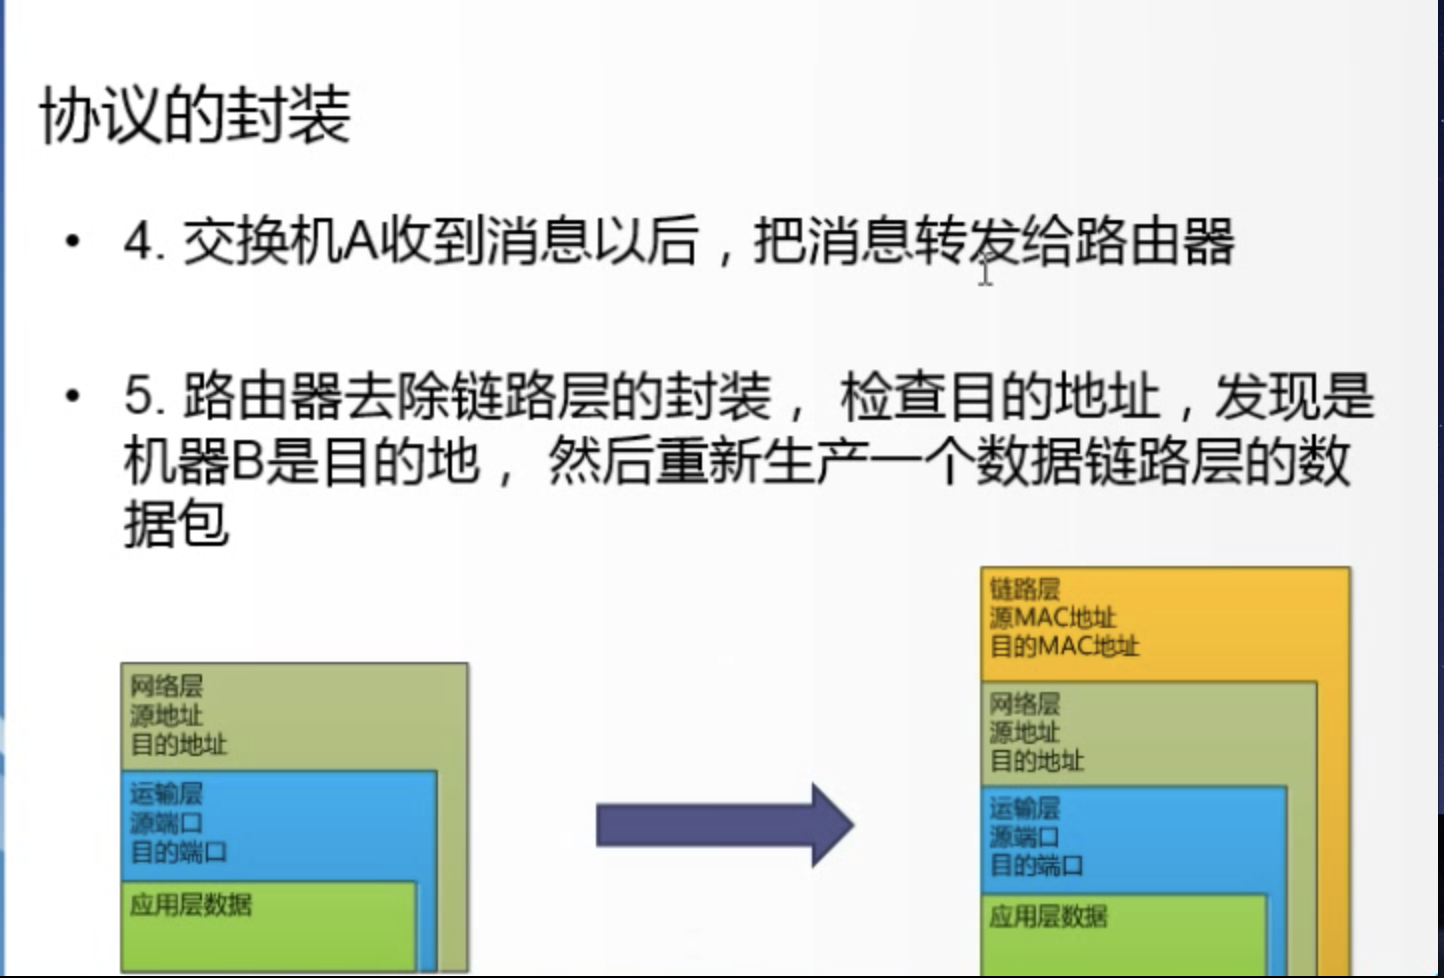 协议的封装
• 4. 交换机A收到消息以后，把消息转发给路由器
• 5. 路由器去除链路层的封装， 检查目的地址，发现是
机器B是目的地， 然后重新生产一个数据链路层的数
据包
网络层
源地址
目的地址
运输层
源端口
目的端口
应用层数据
链路层
源MAC地址
目的MAC地址
网络层
源地址
目的地址
运输层
源端口
目的端口
应用层数据